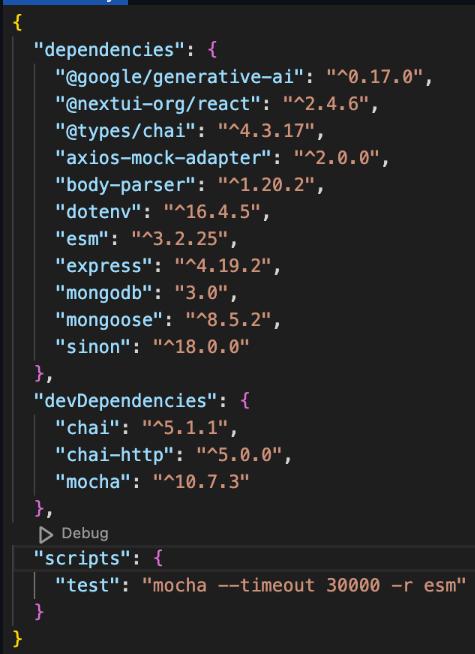 {
"dependencies": {
"@google/generative-ai": "^0.17.0",
"@nextui-org/react": "^2.4.6",
"@types/chai": "^4.3.17",
"axios-mock-adapter": "^2.0.0",
"body-parser": "^1.20.2",
"dotenv": "^16.4.5",
"esm": "^3.2.25",
"express": "^4.19.2",
"mongodb": "3.0",
"mongoose": "^8.5.2",
"sinon": "^18.0.0"
},
"devDependencies": {
"chai": "^5.1.1",
"chai-http": "^5.0.0",
"mocha": "^10.7.3"
},
Debug
"scripts": {
"test": "mocha --timeout 30000 -r esm"
}
}